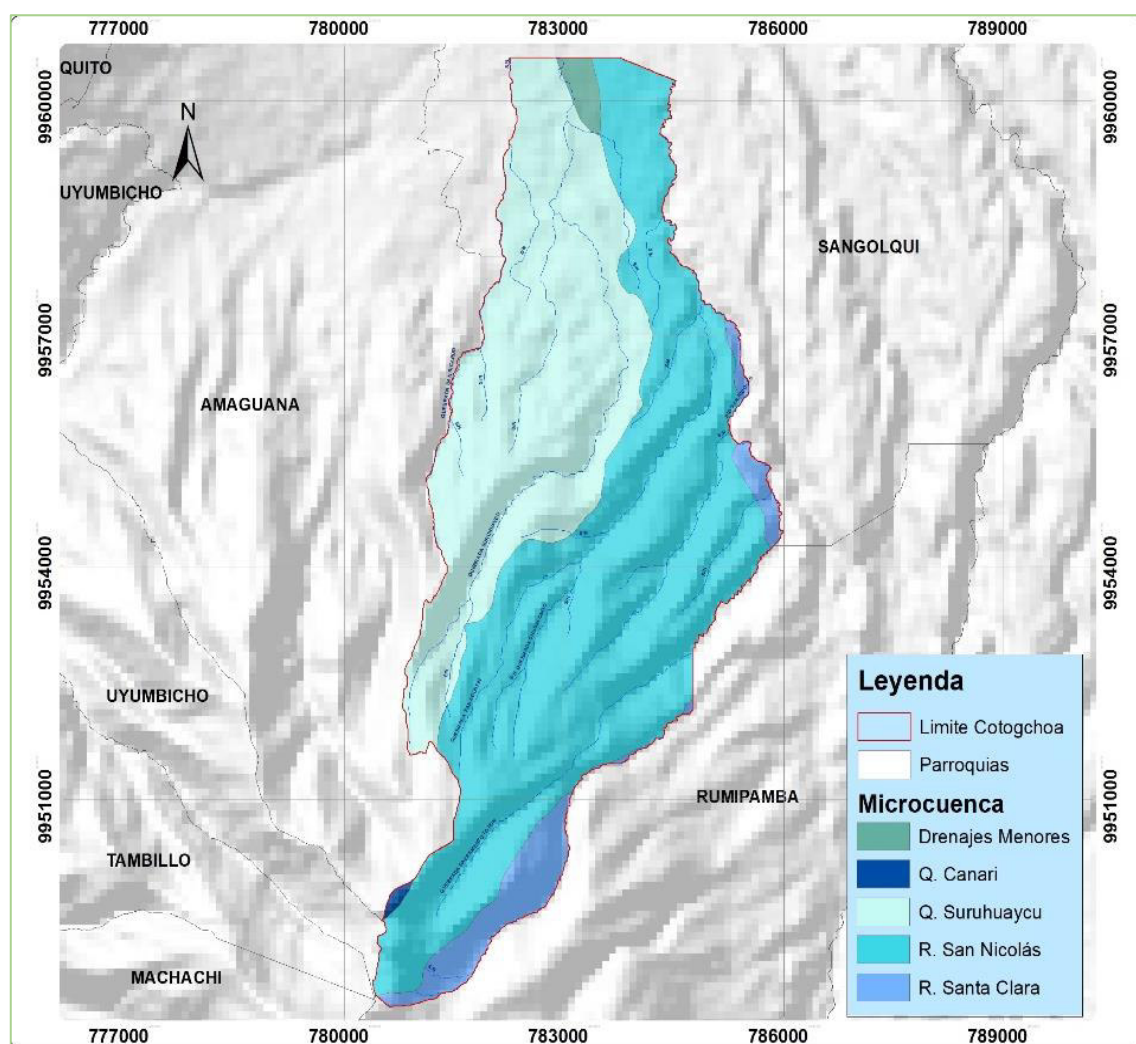 777000 780000 783000 786000 789000
QUITO
9960000 9960000
N
UYUMBICHO
SANGOLQUI
9957000 9957000
AMAGUANA
9954000 9954000
UYUMBICHO
RUMIPAMBA
9951000 9951000
TAMBILLO
MACHACHI
Leyenda
Limite Cotogchoa
Parroquias
Microcuenca
Drenajes Menores
Q. Canari
Q. Suruhuaycu
R. San Nicolás
R. Santa Clara
777000 780000 783000 786000 789000